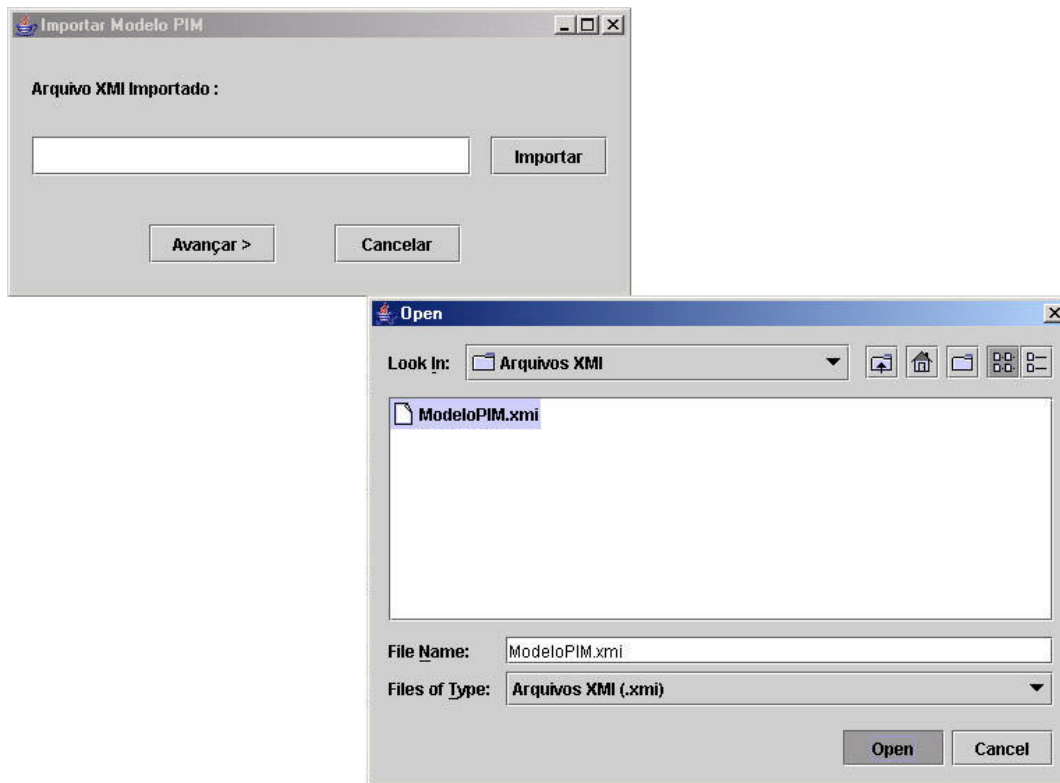 Importar Modelo PIM
Arquivo XMI Importado :
Importar
Avançar > Cancelar
Open
Look In: Arquivos XMI
ModeloPIM.xmi
File Name: ModeloPIM.xmi
Files of Type: Arquivos XMI (.xmi)
Open Cancel